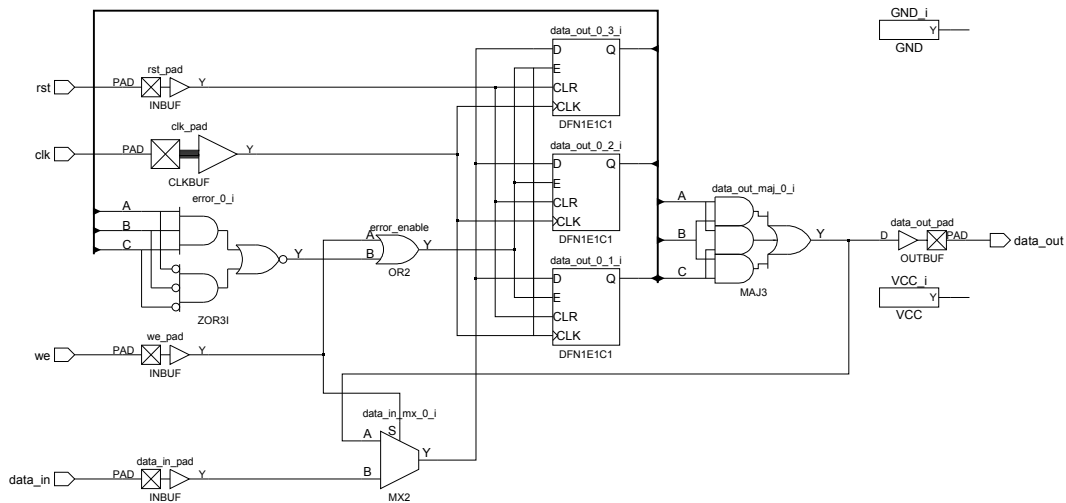 GND_i
Y
GND
data_out_0_3_i
D Q
E
CLR
CLK
DFN1E1C1
rst PAD rst_pad Y
INBUF
clk PAD clk_pad Y
CLKBUF
data_out_0_2_i
D Q
E
CLR
CLK
DFN1E1C1
error_0_i
A
B
C
Y
ZOR3I
error_enable
A
B
Y
OR2
data_out_maj_0_i
A
B
C
Y
MAJ3
data_out_pad
D PAD data_out
OUTBUF
data_out_0_1_i
D Q
E
CLR
CLK
DFN1E1C1
VCC_i
Y
VCC
we PAD we_pad Y
INBUF
data_in_mx_0_i
S
A
B
Y
MX2
data_in PAD data_in_pad Y
INBUF